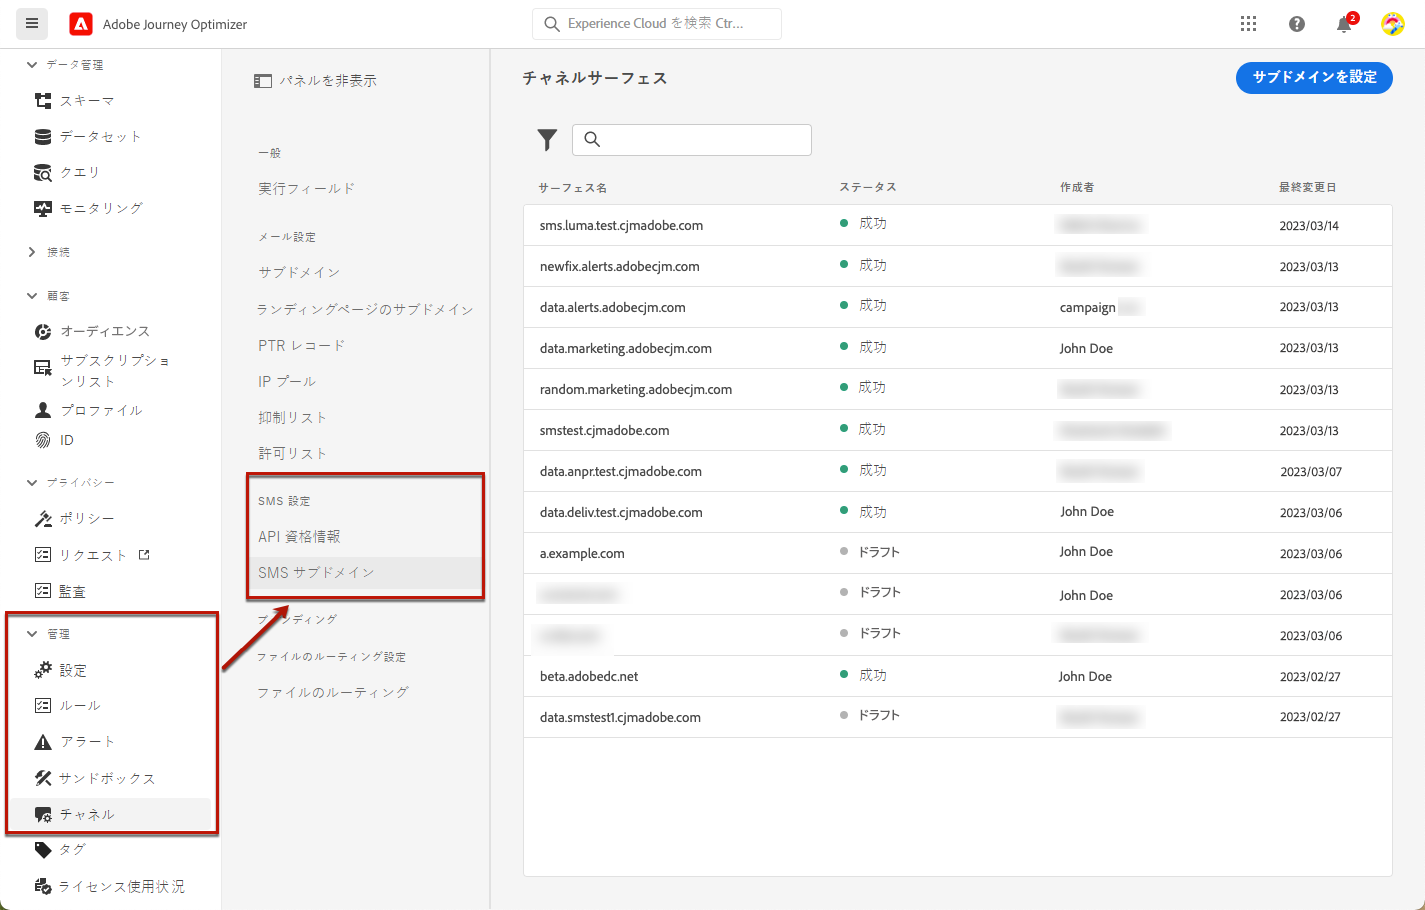 Adobe Journey Optimizer
Experience Cloud を検索 Ctr...
2
データ管理
スキーマ
データセット
クエリ
モニタリング
接続
顧客
オーディエンス
サブスクリプショ
ンリスト
プロファイル
ID
プライバシー
ポリシー
リクエスト
監査
管理
設定
ルール
アラート
サンドボックス
チャネル
タグ
ライセンス使用状況
パネルを非表示
一般
実行フィールド
メール設定
サブドメイン
ランディングページのサブドメイン
PTR レコード
IP プール
抑制リスト
許可リスト
SMS 設定
API 資格情報
SMS サブドメイン
ブランディング
ファイルのルーティング設定
ファイルのルーティング
チャネルサーフェス
サブドメインを設定
サーフェス名 ステータス 作成者 最終変更日
sms.luma.test.cjmadobe.com 成功 2023/03/14
newfix.alerts.adobecjm.com 成功 2023/03/13
data.alerts.adobecjm.com 成功 campaign 2023/03/13
data.marketing.adobecjm.com 成功 John Doe 2023/03/13
random.marketing.adobecjm.com 成功 2023/03/13
smstest.cjmadobe.com 成功 2023/03/13
data.anpr.test.cjmadobe.com 成功 2023/03/07
data.deliv.test.cjmadobe.com 成功 John Doe 2023/03/06
a.example.com ドラフト John Doe 2023/03/06
ドラフト John Doe 2023/03/06
ドラフト 2023/03/06
beta.adobedc.net 成功 John Doe 2023/02/27
data.smstest1.cjmadobe.com ドラフト 2023/02/27